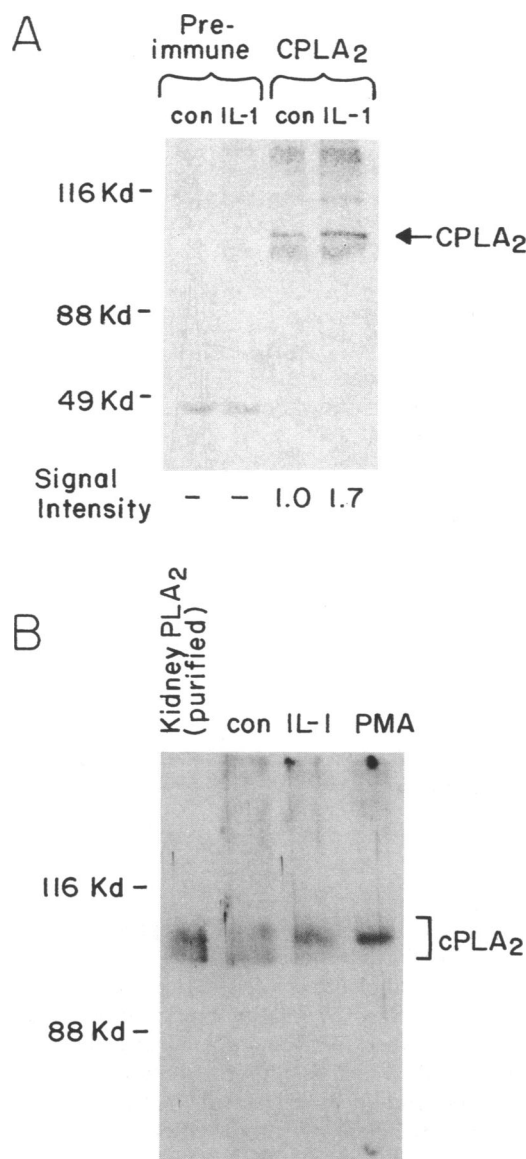 A
Pre-
immune CPLA2
con IL-1 con IL-1
116 Kd -
CPLA2
88 Kd -
49 Kd -
Signal
Intensity - - 1.0 1.7
B
Kidney PLA2
(purified)
con IL-1 PMA
116 Kd -
cPLA2
88 Kd -